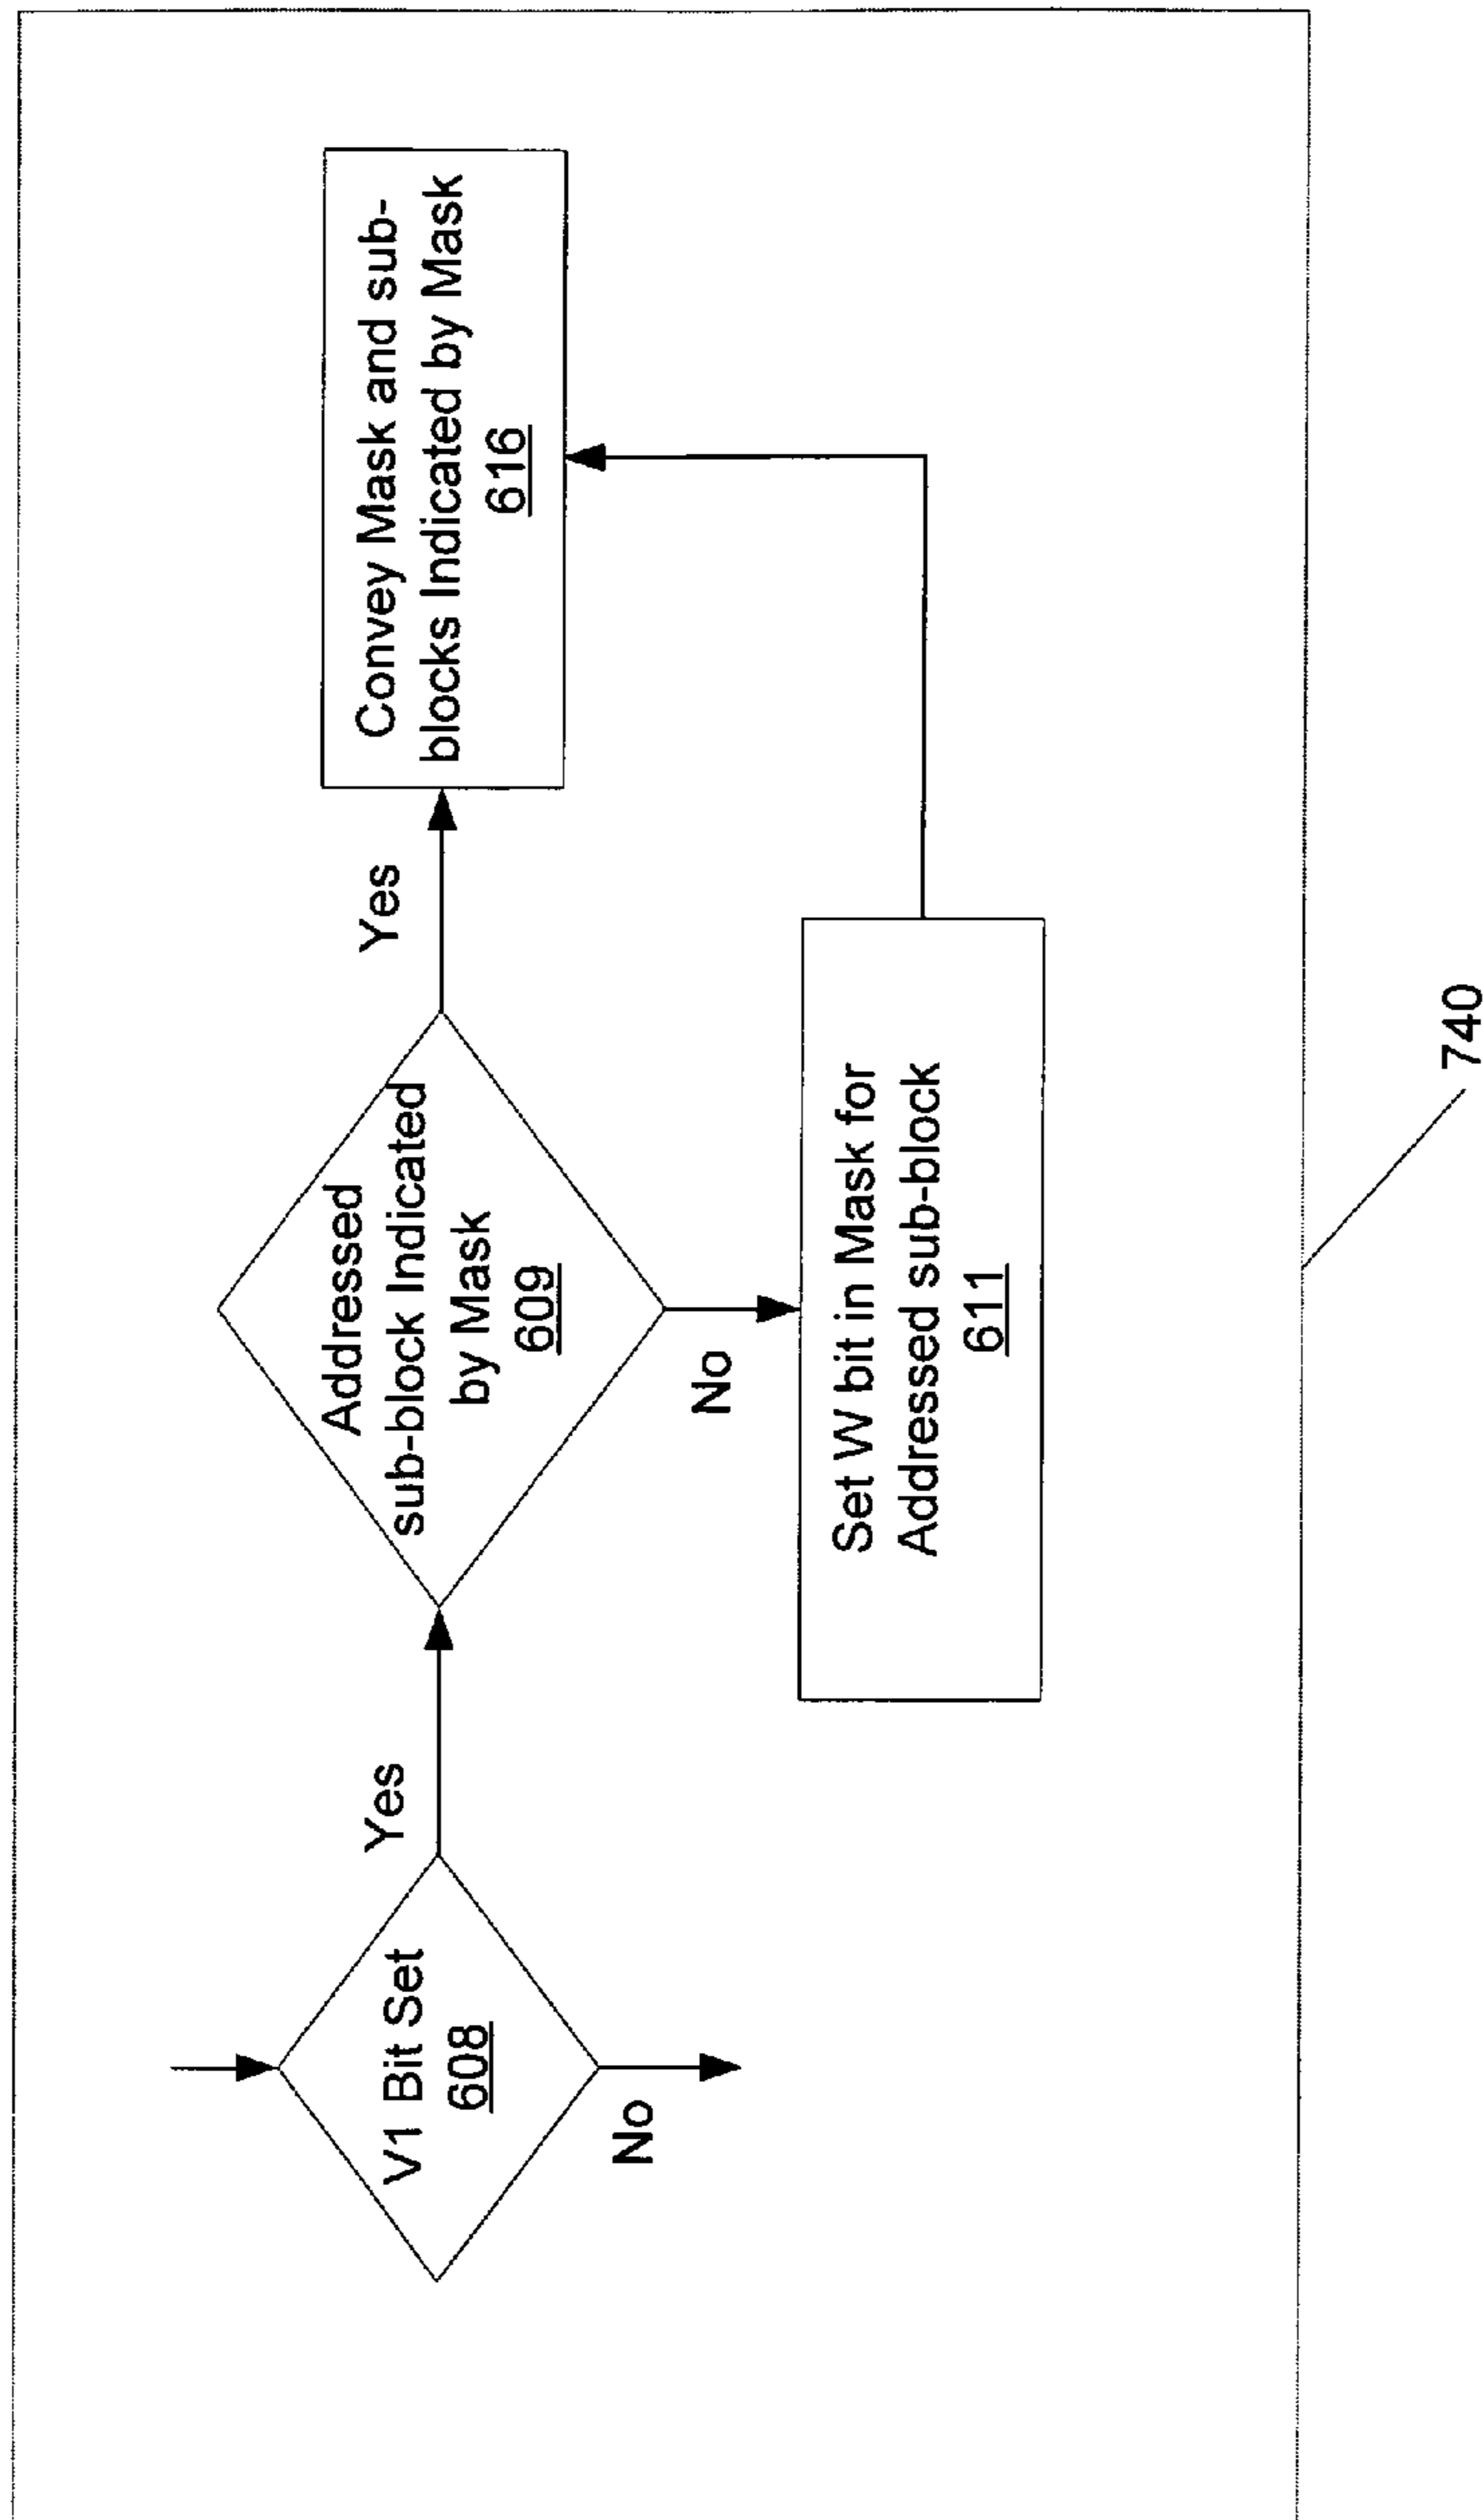 V1 Bit Set
608
Yes
No
Addressed
sub-block Indicated
by Mask
609
Yes
No
Convey Mask and sub-
blocks Indicated by Mask
616
Set W bit in Mask for
Addressed sub-block
611
740